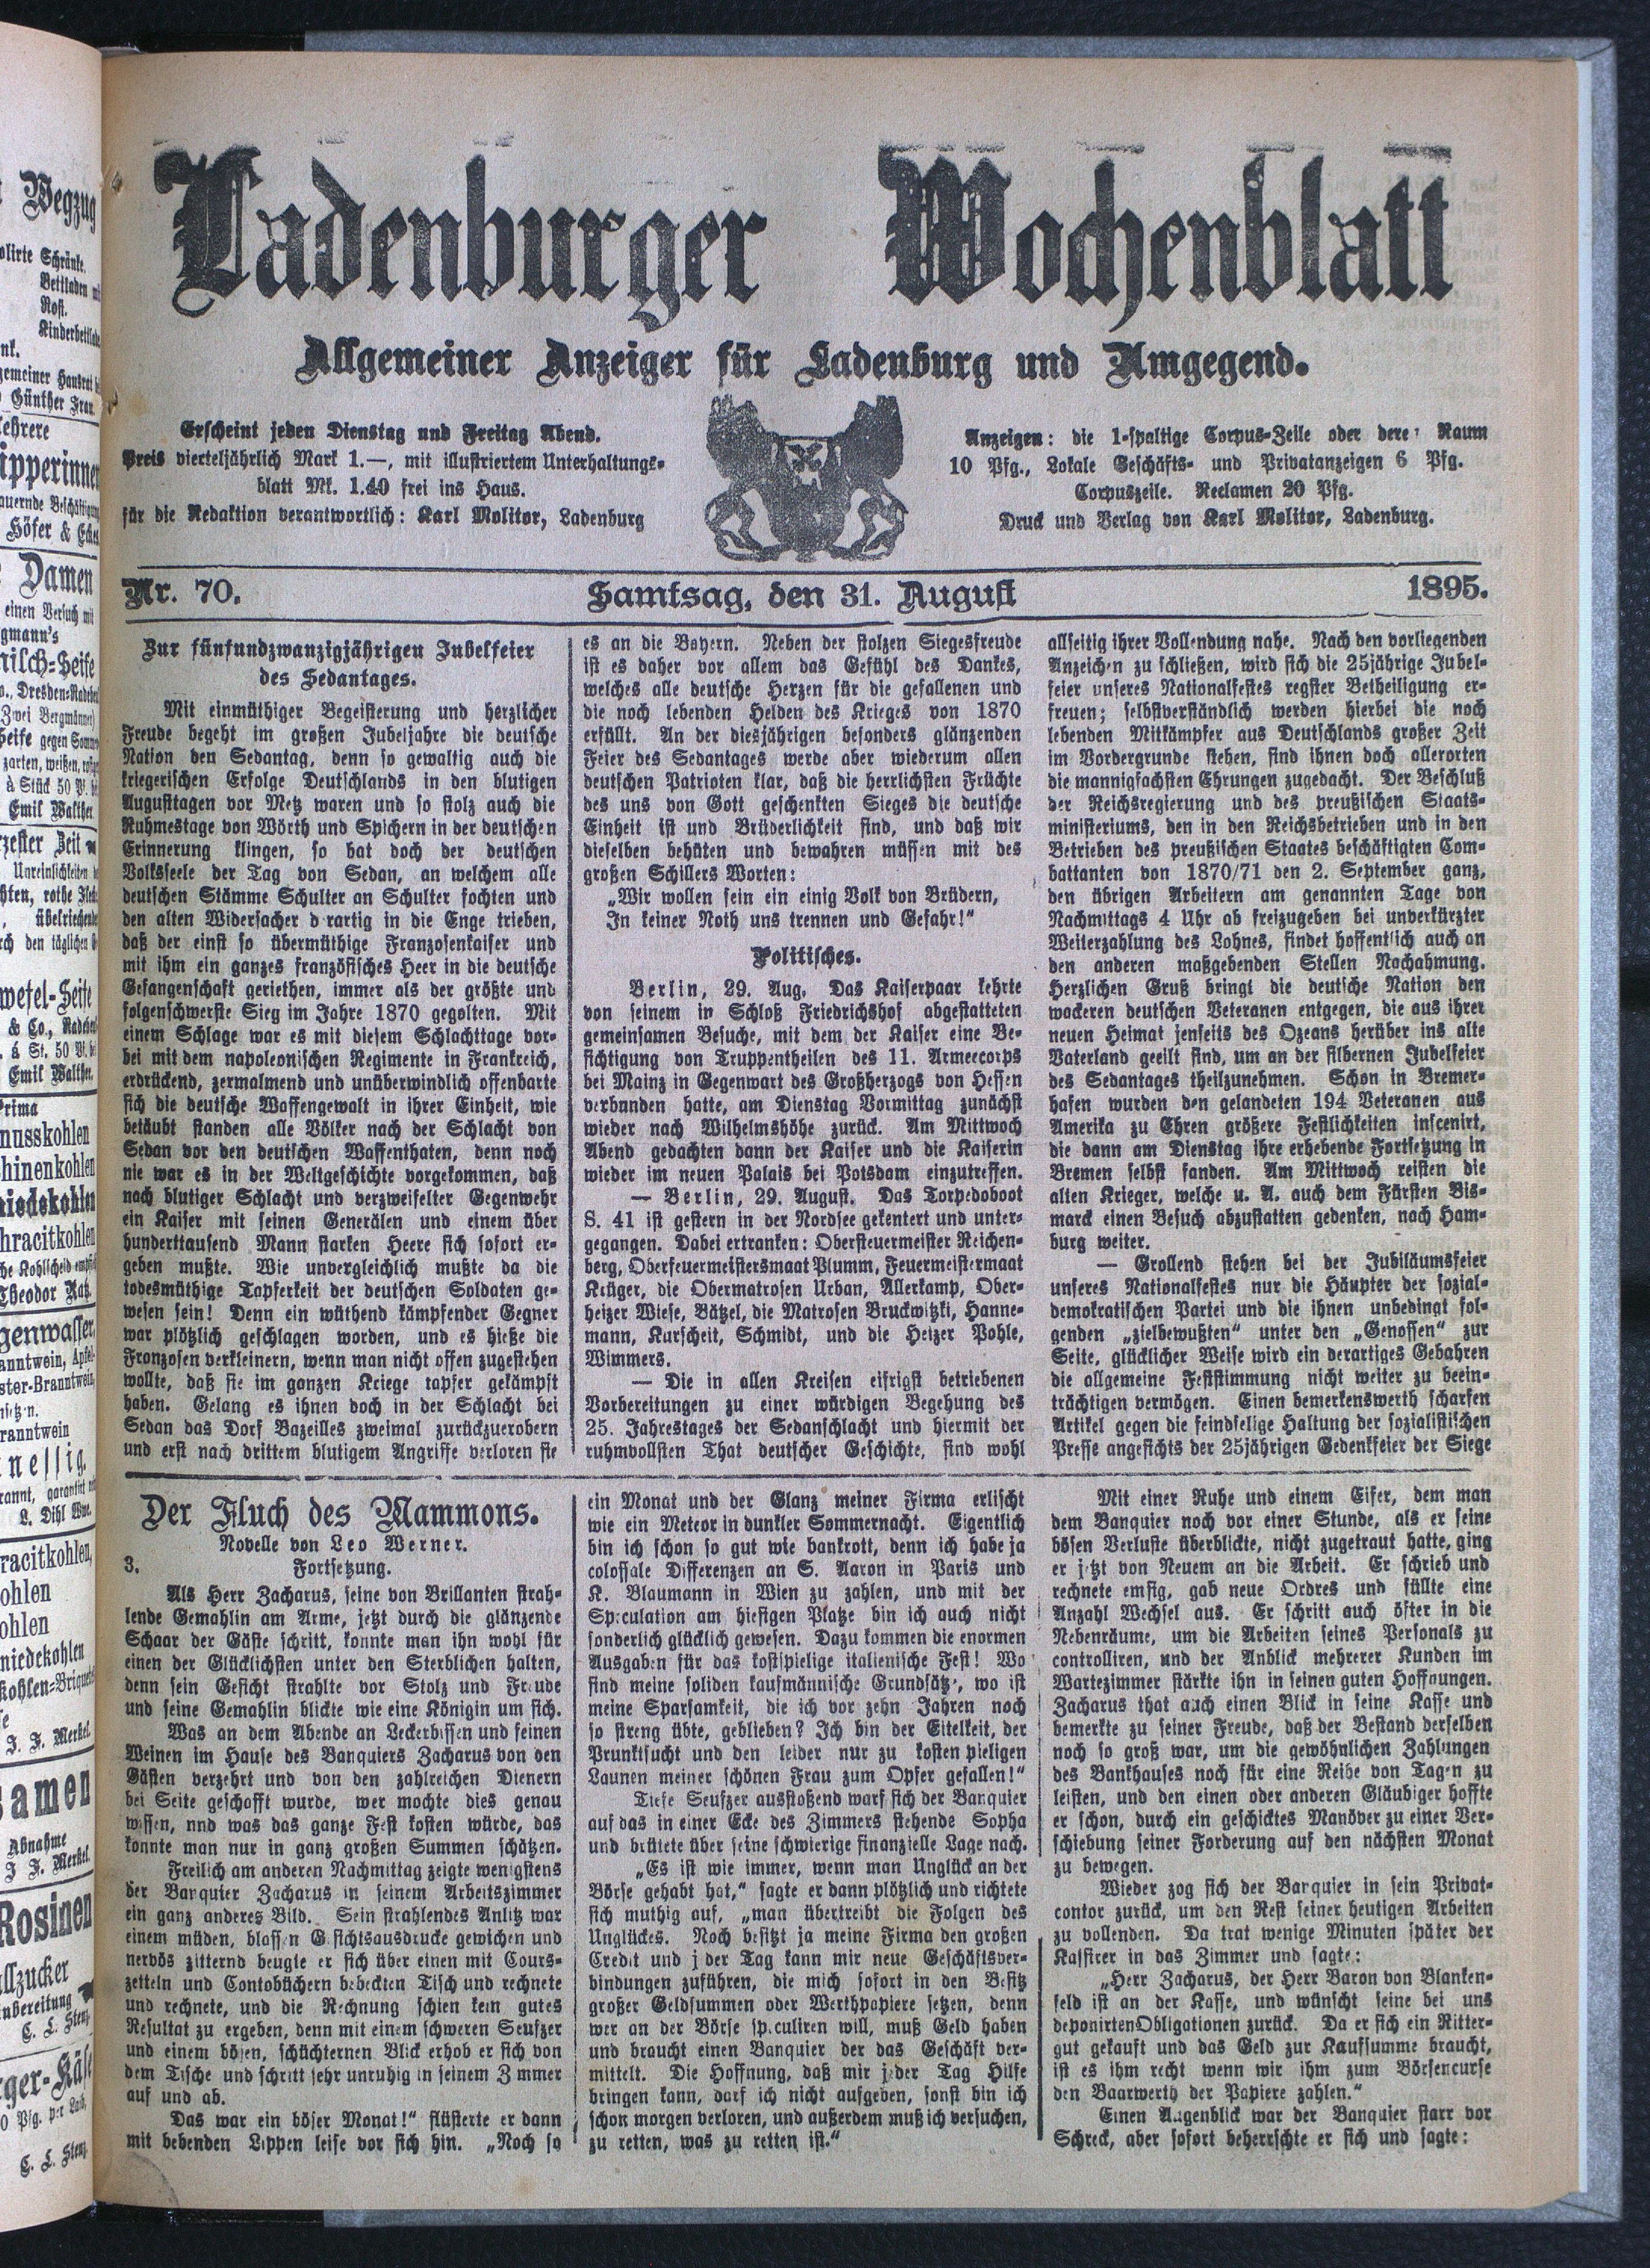 Ladenburger Wochenblatt
Allgemeiner Anzeiger für Ladenburg und Umgegend.
Erscheint jeden Dienstag und Freitag Abend.
Preis vierteljährlich Mark 1.—, mit illustriertem Unterhaltungs-
blatt Mk. 1.40 frei ins Haus.
für die Redaktion verantwortlich: Karl Molitor, Ladenburg
Anzeigen: die 1-spaltige Corpus-Zeile oder dere. Raum
10 Pfg., Lokale Geschäfts- und Privatanzeigen 6 Pfg.
Corpuszeile. Reclamen 20 Pfg.
Druck und Verlag von Karl Molitor, Ladenburg.
Nr. 70. Samtsag, den 31. August 1895.
Zur fünfundzwanzigjährigen Jubelfeier
des Sedantages.
Mit einmüthiger Begeisterung und herzlicher
Freude begeht im großen Jubeljahre die deutsche
Nation den Sedantag, denn so gewaltig auch die
kriegerischen Erfolge Deutschlands in den blutigen
Augusttagen vor Metz waren und so stolz auch die
Ruhmestage von Wörth und Spichern in der deutschen
Erinnerung klingen, so hat doch der deutschen
Volksseele der Tag von Sedan, an welchem alle
deutschen Stämme Schulter an Schulter fochten und
den alten Widersacher d rartig in die Enge trieben,
daß der einst so übermüthige Franzosenkaiser und
mit ihm ein ganzes französisches Heer in die deutsche
Gefangenschaft geriethen, immer als der größte und
folgenschwerste Sieg im Jahre 1870 gegolten. Mit
einem Schlage war es mit diesem Schlachttage vor-
bei mit dem napoleonischen Regimente in Frankreich,
erdrückend, zermalmend und unüberwindlich offenbarte
sich die deutsche Waffengewalt in ihrer Einheit, wie
betäubt standen alle Völker nach der Schlacht von
Sedan vor den deutschen Waffenthaten, denn noch
nie war es in der Weltgeschichte vorgekommen, daß
nach blutiger Schlacht und verzweifelter Gegenwehr
ein Kaiser mit seinen Generälen und einem über
hunderttausend Mann starken Heere sich sofort er-
geben mußte. Wie unvergleichlich mußte da die
todesmüthige Tapferkeit der deutschen Soldaten ge-
wesen sein! Denn ein wüthend kämpfender Gegner
war plötzlich geschlagen worden, und es hieße die
Franzosen verkleinern, wenn man nicht offen zugestehen
wollte, daß sie im ganzen Kriege tapfer gekämpft
haben. Gelang es ihnen doch in der Schlacht bei
Sedan das Dorf Bazeilles zweimal zurückzuerobern
und erst nach drittem blutigem Angriffe verloren sie
es an die Bayern. Neben der stolzen Siegesfreude
ist es daher vor allem das Gefühl des Dankes,
welches alle deutsche Herzen für die gefallenen und
die noch lebenden Helden des Krieges von 1870
erfüllt. An der diesjährigen besonders glänzenden
Feier des Sedantages werde aber wiederum allen
deutschen Patrioten klar, daß die herrlichsten Früchte
des uns von Gott geschenkten Sieges die deutsche
Einheit ist und Brüderlichkeit sind, und daß wir
dieselben behüten und bewahren müssen mit des
großen Schillers Worten:
„Wir wollen sein ein einig Volk von Brüdern,
In keiner Noth uns trennen und Gefahr!“
Politisches.
Berlin, 29. Aug. Das Kaiserpaar kehrte
von seinem in Schloß Friedrichshof abgestatteten
gemeinsamen Besuche, mit dem der Kaiser eine Be-
sichtigung von Truppentheilen des 11. Armeecorps
bei Mainz in Gegenwart des Großherzogs von Hessen
verbunden hatte, am Dienstag Vormittag zunächst
wieder nach Wilhelmshöhe zurück. Am Mittwoch
Abend gedachten dann der Kaiser und die Kaiserin
wieder im neuen Palais bei Potsdam einzutreffen.
— Berlin, 29. August. Das Torpedoboot
S. 41 ist gestern in der Nordsee gekentert und unter-
gegangen. Dabei ertranken: Obersteuermeister Reichen-
berg, Oberfeuermeistersmaat Plumm, Feuermeistermaat
Krüger, die Obermatrosen Urban, Allerkamp, Ober-
heizer Wiese, Bätzel, die Matrosen Bruckwitzki, Hanne-
mann, Kurscheit, Schmidt, und die Heizer Pohle,
Wimmers.
— Die in allen Kreisen eifrigst betriebenen
Vorbereitungen zu einer würdigen Begehung des
25. Jahrestages der Sedanschlacht und hiermit der
ruhmvollsten That deutscher Geschichte, sind wohl
allseitig ihrer Vollendung nahe. Nach den vorliegenden
Anzeichen zu schließen, wird sich die 25jährige Jubel-
feier unseres Nationalfestes regster Betheiligung er-
freuen; selbstverständlich werden hierbei die noch
lebenden Mitkämpfer aus Deutschlands großer Zeit
im Vordergrunde stehen, sind ihnen doch allerorten
die mannigfachsten Ehrungen zugedacht. Der Beschluß
der Reichsregierung und des preußischen Staats-
ministeriums, den in den Reichsbetrieben und in den
Betrieben des preußischen Staates beschäftigten Com-
battanten von 1870/71 den 2. September ganz,
den übrigen Arbeitern am genannten Tage von
Nachmittags 4 Uhr ab freizugeben bei unverkürzter
Weiterzahlung des Lohnes, findet hoffentlich auch an
den anderen maßgebenden Stellen Nachahmung.
Herzlichen Gruß bringt die deutsche Nation den
wackeren deutschen Veteranen entgegen, die aus ihrer
neuen Heimat jenseits des Ozeans herüber ins alte
Vaterland geeilt sind, um an der silbernen Jubelfeier
des Sedantages theilzunehmen. Schon in Bremer-
hafen wurden den gelandeten 194 Veteranen aus
Amerika zu Ehren größere Festlichkeiten inscenirt,
die dann am Dienstag ihre erhebende Fortsetzung in
Bremen selbst fanden. Am Mittwoch reisten die
alten Krieger, welche u. A. auch dem Fürsten Bis-
marck einen Besuch abzustatten gedenken, nach Ham-
burg weiter.
— Grollend stehen bei der Jubiläumsfeier
unseres Nationalfestes nur die Häupter der sozial-
demokratischen Partei und die ihnen unbedingt fol-
genden „zielbewußten“ unter den „Genossen“ zur
Seite, glücklicher Weise wird ein derartiges Gebahren
die allgemeine Feststimmung nicht weiter zu beein-
trächtigen vermögen. Einen bemerkenswerth scharfen
Artikel gegen die feindselige Haltung der sozialistischen
Presse angesichts der 25jährigen Gedenkfeier der Siege
Der Fluch des Mammons.
Novelle von Leo Werner.
3. Fortsetzung.
Als Herr Zacharus, seine von Brillanten strah-
lende Gemahlin am Arme, jetzt durch die glänzende
Schaar der Gäste schritt, konnte man ihn wohl für
einen der Glücklichsten unter den Sterblichen halten,
denn sein Gesicht strahlte vor Stolz und Freude
und seine Gemahlin blickte wie eine Königin um sich.
Was an dem Abende an Leckerbissen und feinen
Weinen im Hause des Banquiers Zacharus von den
Gästen verzehrt und von den zahlreichen Dienern
bei Seite geschafft wurde, wer mochte dies genau
wissen, nnd was das ganze Fest kosten würde, das
konnte man nur in ganz großen Summen schätzen.
Freilich am anderen Nachmittag zeigte wenigstens
der Banquier Zacharus in seinem Arbeitszimmer
ein ganz anderes Bild. Sein strahlendes Anlitz war
einem müden, blassen G sichtsausdrucke gewichen und
nervös zitternd beugte er sich über einen mit Cours-
zetteln und Contobüchern bedeckten Tisch und rechnete
und rechnete, und die Rechnung schien kein gutes
Resultat zu ergeben, denn mit einem schweren Seufzer
und einem bösen, schüchternen Blick erhob er sich von
dem Tische und schritt sehr unruhig in seinem Z mmer
auf und ab.
Das war ein böser Monat!“ flüsterte er dann
mit bebenden Lippen leise vor sich hin. „Noch so
ein Monat und der Glanz meiner Firma erlischt
wie ein Meteor in dunkler Sommernacht. Eigentlich
bin ich schon so gut wie bankrott, denn ich habe ja
colossale Differenzen an S. Aaron in Paris und
K. Blaumann in Wien zu zahlen, und mit der
Speculation am hiesigen Platze bin ich auch nicht
sonderlich glücklich gewesen. Dazu kommen die enormen
Ausgaben für das kostspielige italienische Fest! Wo
sind meine soliden kaufmännische Grundsätz', wo ist
meine Sparsamkeit, die ich vor zehn Jahren noch
so streng übte, geblieben? Ich bin der Eitelkeit, der
Prunktsucht und den leider nur zu kosten pieligen
Launen meiner schönen Frau zum Opfer gefallen!“
Tiefe Seufzer ausstoßend warf sich der Banquier
auf das in einer Ecke des Zimmers stehende Sopha
und brütete über seine schwierige finanzielle Lage nach.
„Es ist wie immer, wenn man Unglück an der
Börse gehabt hat,“ sagte er dann plötzlich und richtete
sich muthig auf, „man übertreibt die Folgen des
Unglückes. Noch besitzt ja meine Firma den großen
Credit und j der Tag kann mir neue Geschäftsver-
bindungen zuführen, die mich sofort in den Besitz
großer Geldsummen oder Werthpapiere setzen, denn
wer an der Börse speculiren will, muß Geld haben
und braucht einen Banquier der das Geschäft ver-
mittelt. Die Hoffnung, daß mir jeder Tag Hilfe
bringen kann, darf ich nicht aufgeben, sonst bin ich
schon morgen verloren, und außerdem muß ich versuchen,
zu retten, was zu retten ist.“
Mit einer Ruhe und einem Eifer, dem man
dem Banquier noch vor einer Stunde, als er seine
bösen Verluste überblickte, nicht zugetraut hatte, ging
er jetzt von Neuem an die Arbeit. Er schrieb und
rechnete emsig, gab neue Ordres und füllte eine
Anzahl Wechsel aus. Er schritt auch öfter in die
Nebenräume, um die Arbeiten seines Personals zu
controlliren, und der Anblick mehrerer Kunden im
Wartezimmer stärkte ihn in seinen guten Hoffnungen.
Zacharus that auch einen Blick in seine Kasse und
bemerkte zu seiner Freude, daß der Bestand derselben
noch so groß war, um die gewöhnlichen Zahlungen
des Bankhauses noch für eine Reihe von Tagen zu
leisten, und den einen oder anderen Gläubiger hoffte
er schon, durch ein geschicktes Manöver zu einer Ver-
schiebung seiner Forderung auf den nächsten Monat
zu bewegen.
Wieder zog sich der Banquier in sein Privat-
contor zurück, um den Rest seiner heutigen Arbeiten
zu vollenden. Da trat wenige Minuten später der
Kassirer in das Zimmer und sagte:
„Herr Zacharus, der Herr Baron von Blanken-
feld ist an der Kasse, und wünscht seine bei uns
deponirten Obligationen zurück. Da er sich ein Ritter-
gut gekauft und das Geld zur Kaufsumme braucht,
ist es ihm recht wenn wir ihm zum Börsencurse
den Baarwerth der Papiere zahlen.“
Einen Augenblick war der Banquier starr vor
Schreck, aber sofort beherrschte er sich und sagte: